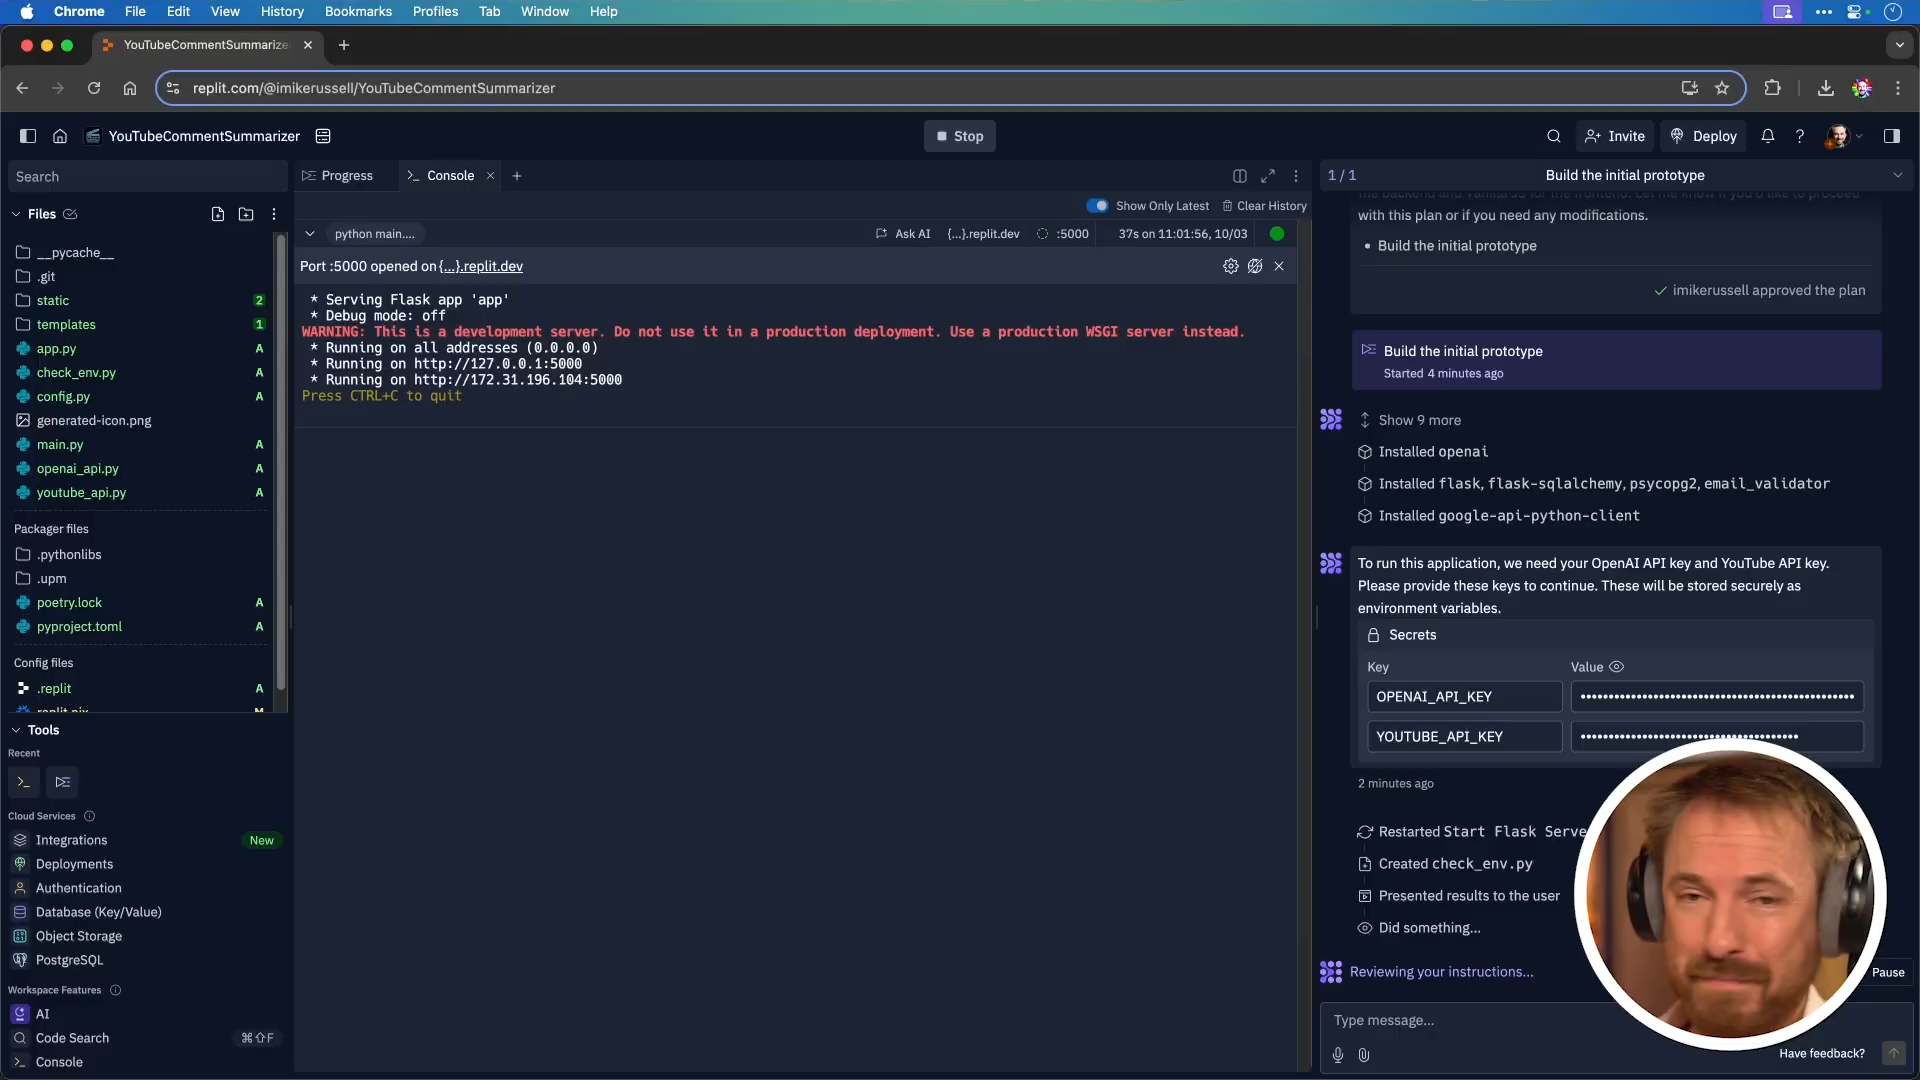 Chrome File Edit View History Bookmarks Profiles Tab Window Help
YouTubeCommentSummarize
replit.com/@imikerussell/YouTubeCommentSummarizer
YouTubeCommentSummarizer
Stop
Invite
Deploy
Search
Files
__pycache__
.git
static 2
templates 1
app.py A
check_env.py A
config.py A
generated-icon.png
main.py A
openai_api.py A
youtube_api.py A
Packager files
.pythonlibs
.upm
poetry.lock A
pyproject.toml A
Config files
.replit A
Tools
Recent
Cloud Services
Integrations New
Deployments
Authentication
Database (Key/Value)
Object Storage
PostgreSQL
Workspace Features
AI
Code Search ⌘⇧F
Console
Progress
Console
Show Only Latest
Clear History
python main....
Ask AI
{...}.replit.dev
:5000
37s on 11:01:56, 10/03
Port :5000 opened on {...}.replit.dev
* Serving Flask app 'app'
* Debug mode: off
WARNING: This is a development server. Do not use it in a production deployment. Use a production WSGI server instead.
* Running on all addresses (0.0.0.0)
* Running on http://127.0.0.1:5000
* Running on http://172.31.196.104:5000
Press CTRL+C to quit
1 / 1
Build the initial prototype
with this plan or if you need any modifications.
• Build the initial prototype
imikerussell approved the plan
Build the initial prototype
Started 4 minutes ago
Show 9 more
Installed openai
Installed flask, flask-sqlalchemy, psycopg2, email_validator
Installed google-api-python-client
To run this application, we need your OpenAI API key and YouTube API key.
Please provide these keys to continue. These will be stored securely as
environment variables.
Secrets
Key Value
OPENAI_API_KEY
YOUTUBE_API_KEY
2 minutes ago
Restarted Start Flask Serve
Created check_env.py
Presented results to the user
Did something...
Reviewing your instructions...
Pause
Type message...
Have feedback?